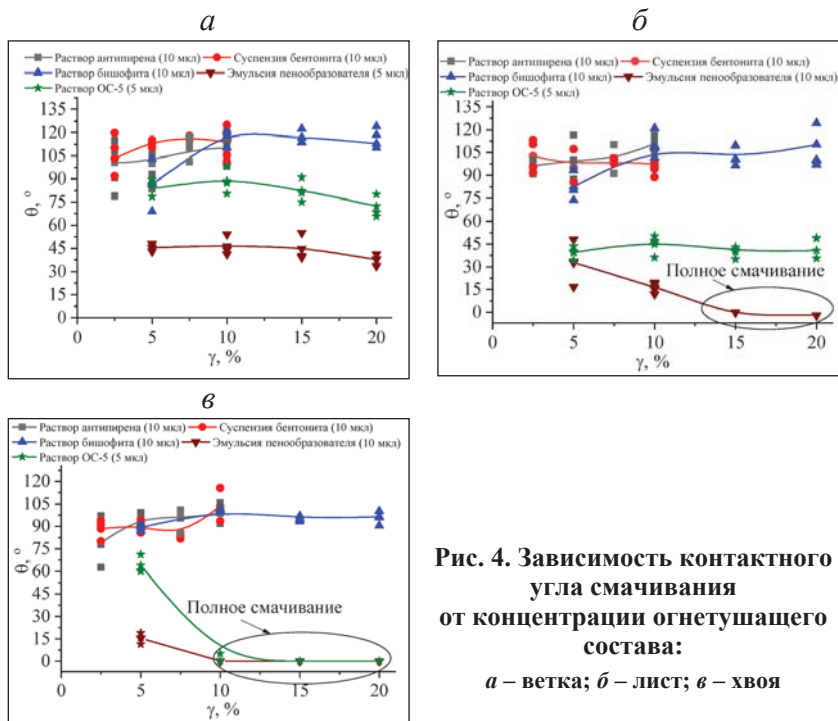 а
Раствор антипирена (10 мкл) Суспензия бентонита (10 мкл)
Раствор бишофита (10 мкл) Эмульсия пенообразователя (5 мкл)
Раствор ОС-5 (5 мкл)
135
120
105
90
75
60
45
30
15
0
θ, °
0 5 10 15 20
γ, %
б
Раствор антипирена (10 мкл) Суспензия бентонита (10 мкл)
Раствор бишофита (10 мкл) Эмульсия пенообразователя (10 мкл)
Раствор ОС-5 (5 мкл)
135
120
105
90
75
60
45
30
15
0
θ, °
Полное смачивание
0 5 10 15 20
γ, %
в
Раствор антипирена (10 мкл) Суспензия бентонита (10 мкл)
Раствор бишофита (10 мкл) Эмульсия пенообразователя (10 мкл)
Раствор ОС-5 (5 мкл)
120
105
90
75
60
45
30
15
0
θ, °
Полное смачивание
0 5 10 15 20
γ, %
Рис. 4. Зависимость контактного
угла смачивания
от концентрации огнетушащего
состава:
а – ветка; б – лист; в – хвоя